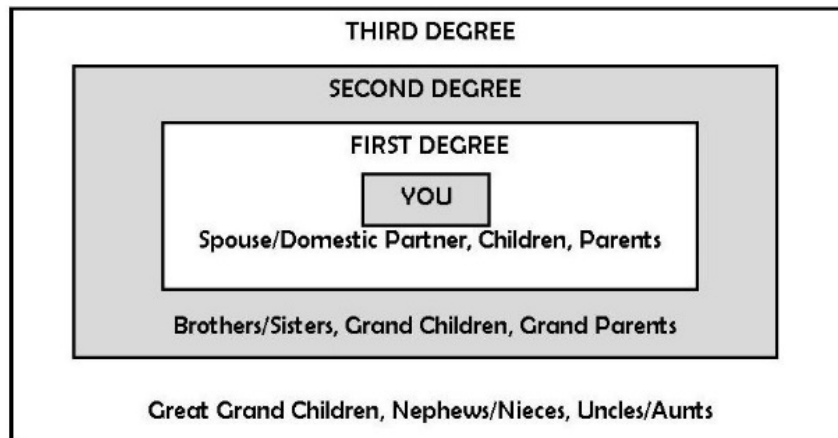 THIRD DEGREE
SECOND DEGREE
FIRST DEGREE
YOU
Spouse/Domestic Partner, Children, Parents
Brothers/Sisters, Grand Children, Grand Parents
Great Grand Children, Nephews/Nieces, Uncles/Aunts